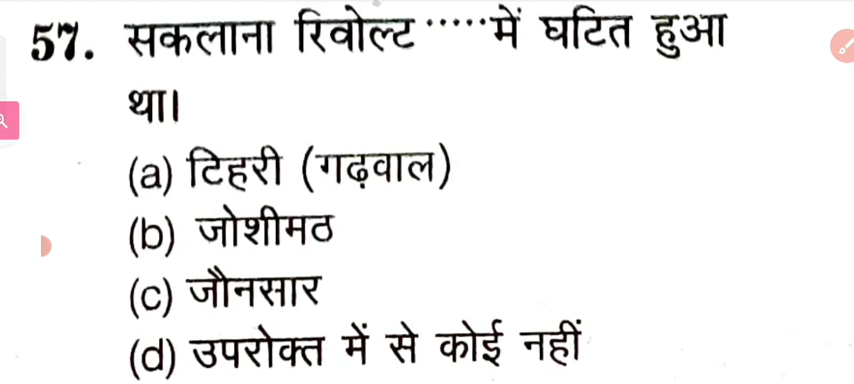 57. सकलाना रिवोल्ट ·····में घटित हुआ
था।
(a) टिहरी (गढ़वाल)
(b) जोशीमठ
(c) जौनसार
(d) उपरोक्त में से कोई नहीं